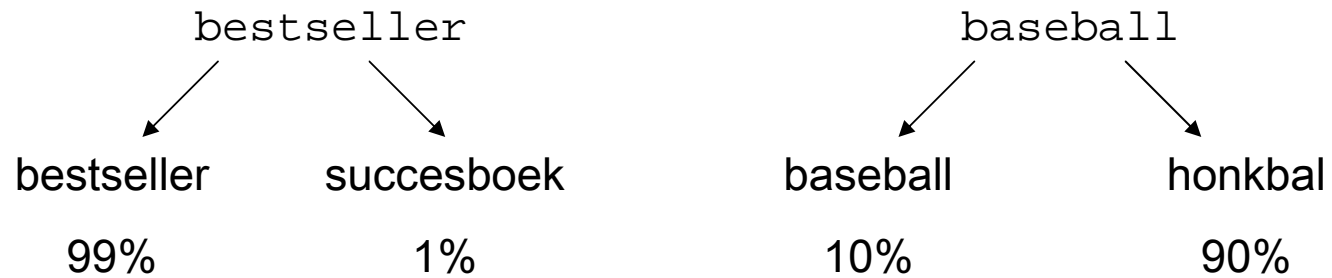 bestseller baseball
bestseller succesboek baseball honkbal
99% 1% 10% 90%